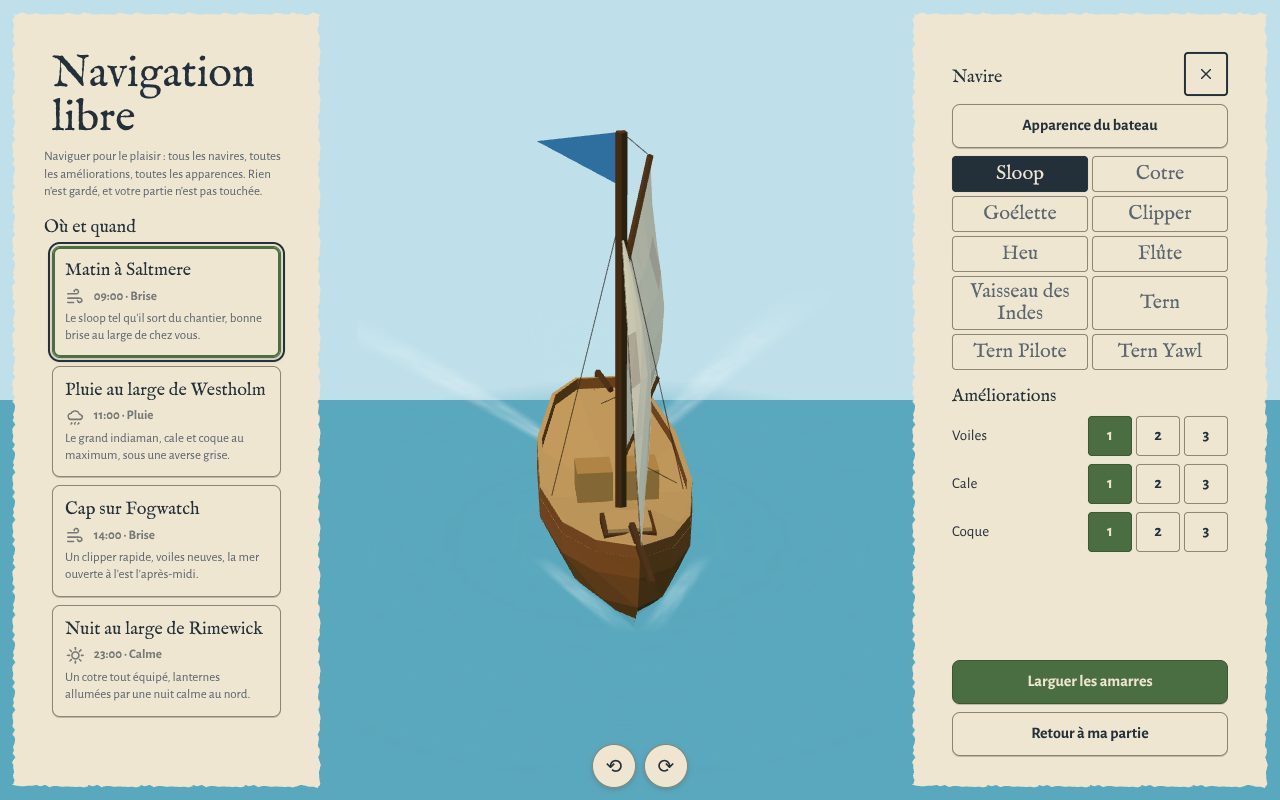 Navigation
libre
Naviguer pour le plaisir : tous les navires, toutes
les améliorations, toutes les apparences. Rien
n'est gardé, et votre partie n'est pas touchée.
Où et quand
Matin à Saltmere
09:00 · Brise
Le sloop tel qu'il sort du chantier, bonne
brise au large de chez vous.
Pluie au large de Westholm
11:00 · Pluie
Le grand indiaman, cale et coque au
maximum, sous une averse grise.
Cap sur Fogwatch
14:00 · Brise
Un clipper rapide, voiles neuves, la mer
ouverte à l'est l'après-midi.
Nuit au large de Rimewick
23:00 · Calme
Un cotre tout équipé, lanternes
allumées par une nuit calme au nord.
Navire
Apparence du bateau
Sloop
Cotre
Goélette
Clipper
Heu
Flûte
Vaisseau des
Indes
Tern
Tern Pilote
Tern Yawl
Améliorations
Voiles 1 2 3
Cale 1 2 3
Coque 1 2 3
Larguer les amarres
Retour à ma partie